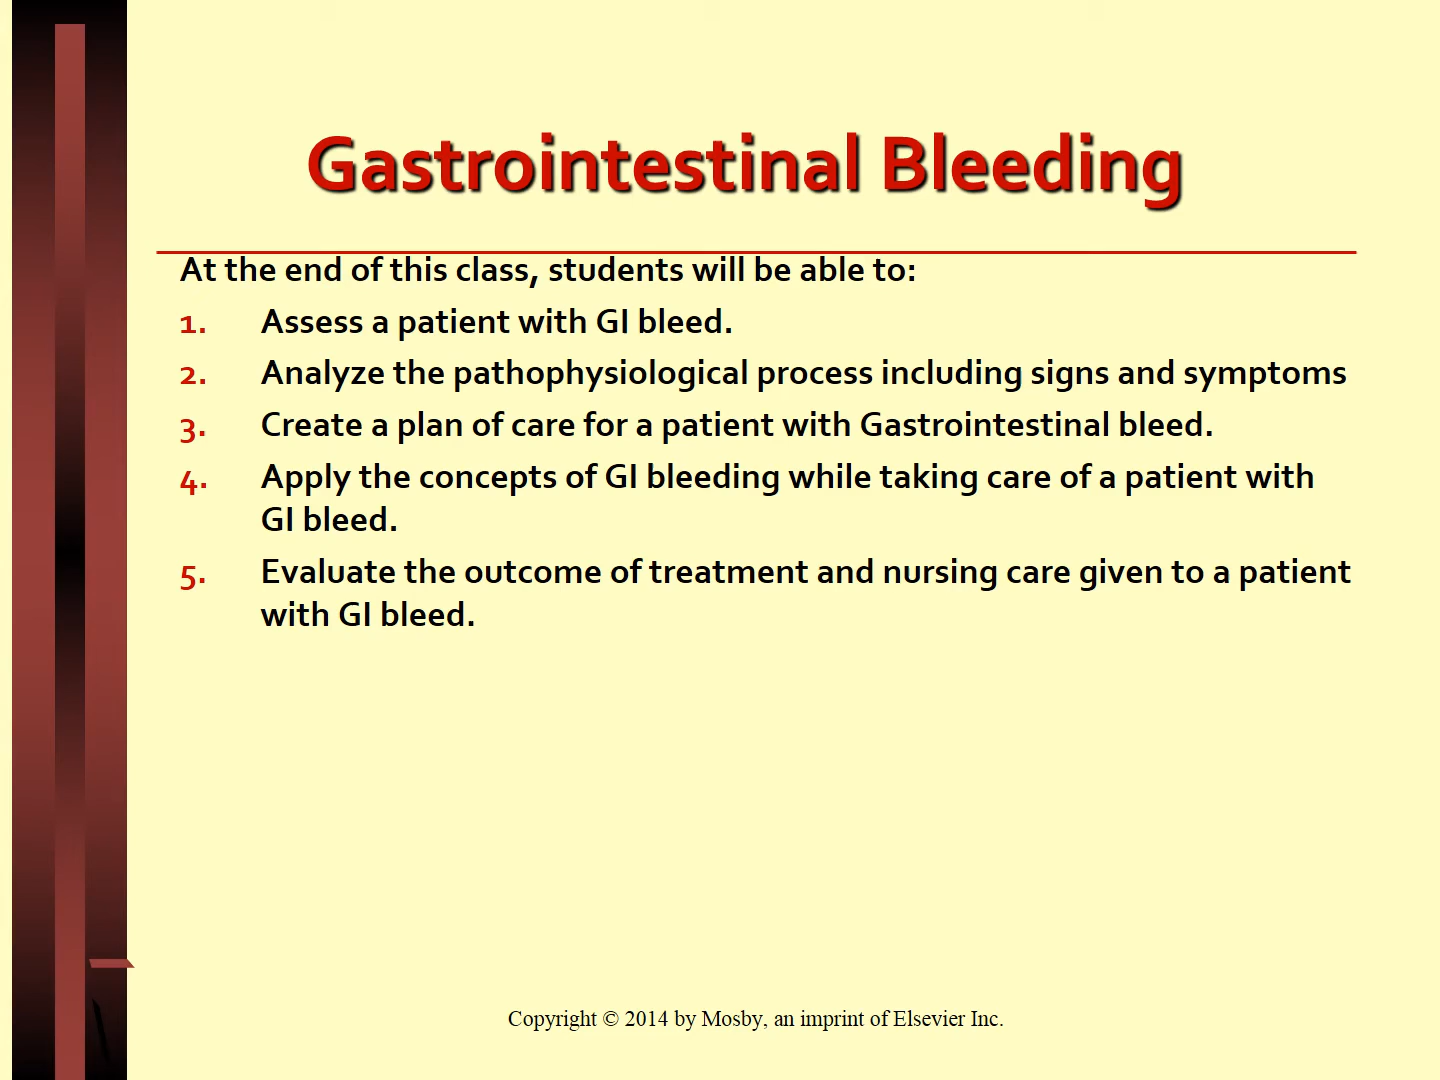 Gastrointestinal Bleeding
At the end of this class, students will be able to:
1. Assess a patient with GI bleed.
2. Analyze the pathophysiological process including signs and symptoms
3. Create a plan of care for a patient with Gastrointestinal bleed.
4. Apply the concepts of GI bleeding while taking care of a patient with
GI bleed.
5. Evaluate the outcome of treatment and nursing care given to a patient
with GI bleed.
Copyright © 2014 by Mosby, an imprint of Elsevier Inc.